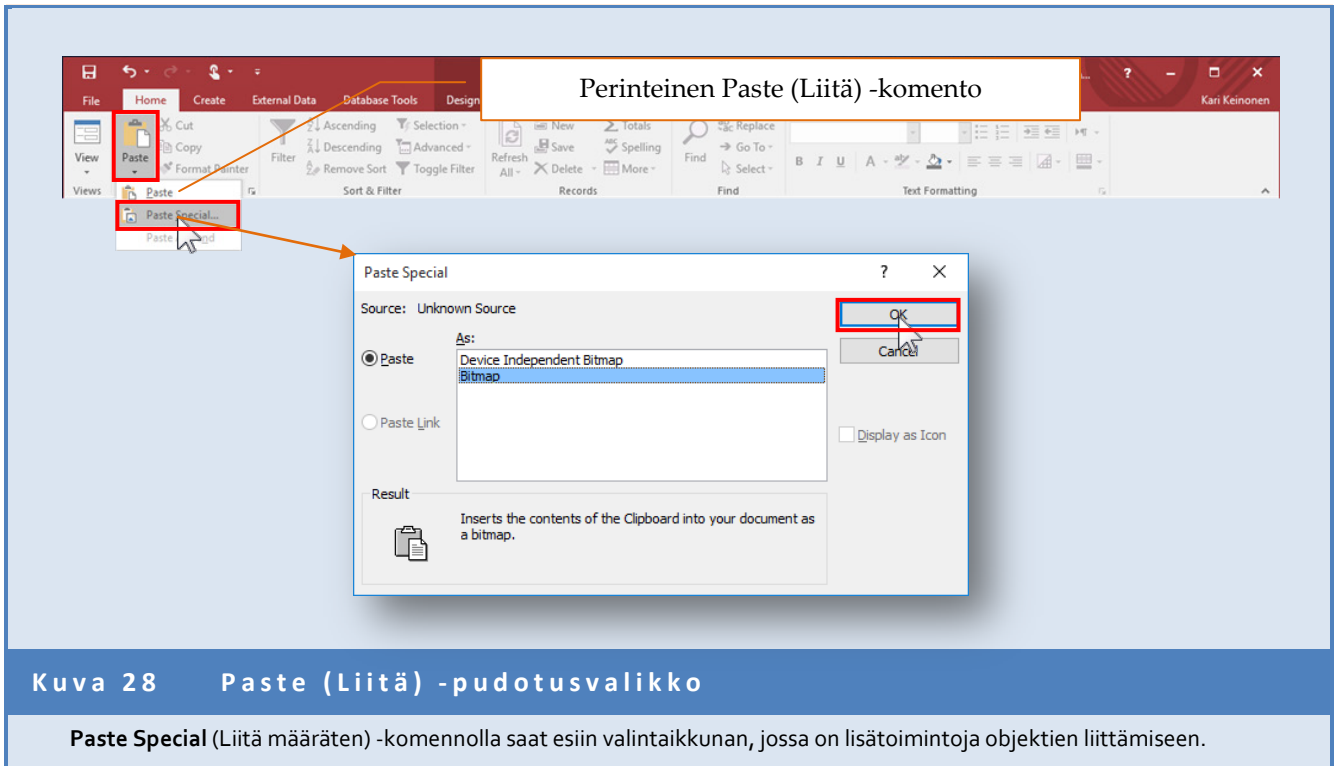 Perinteinen Paste (Liitä) -komento
?
Kari Keinonen
File Home Create External Data Database Tools Design
View
Views
Paste
Cut
Copy
Format Painter
Filter
Ascending
Descending
Remove Sort
Selection
Advanced
Toggle Filter
Sort & Filter
Refresh
All
New
Save
Delete
Totals
Spelling
More
Records
Find
Replace
Go To
Select
Find
B I U A
Text Formatting
Paste
Paste Special...
Paste
Paste Special ?
Source: Unknown Source
As:
OK
Cancel
Paste
Device Independent Bitmap
Bitmap
Paste Link
Display as Icon
Result
Inserts the contents of the Clipboard into your document as
a bitmap.
Kuva 28 Paste (Liitä) -pudotusvalikko
Paste Special (Liitä määräten) -komennolla saat esiin valintaikkunan, jossa on lisätoimintoja objektien liittämiseen.